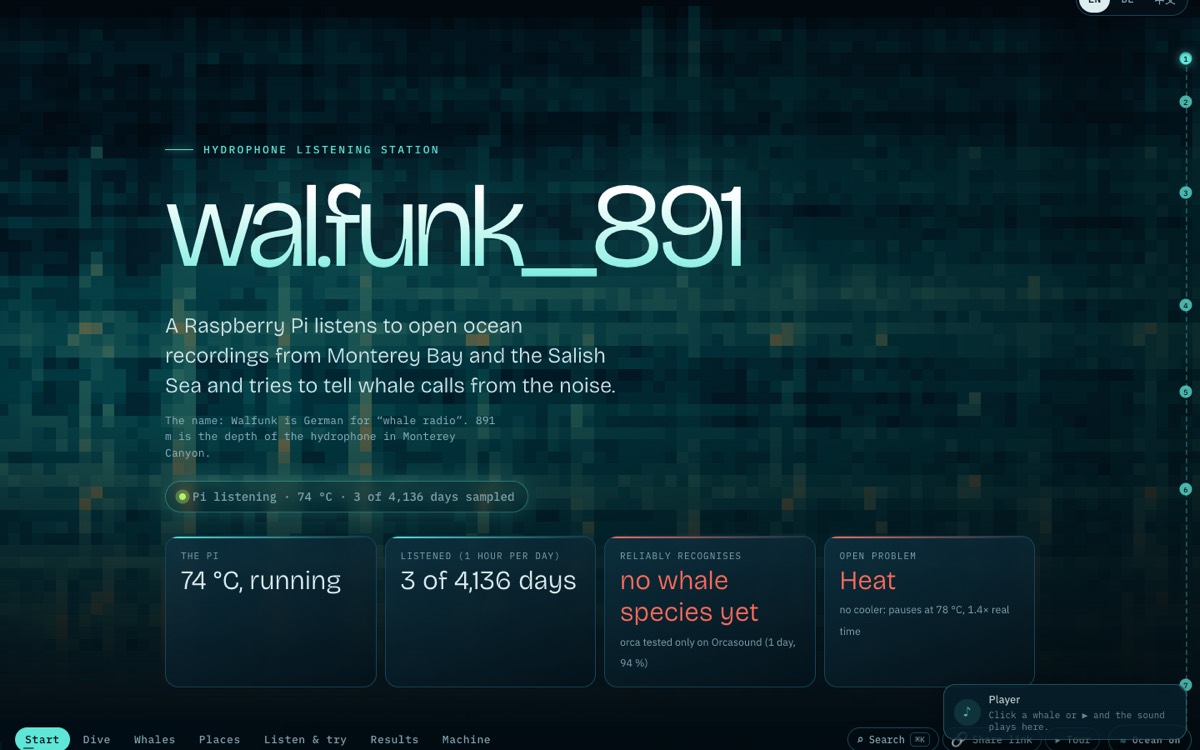 EN DE 中文
1
2
HYDROPHONE LISTENING STATION
wal.funk__891
3
4
A Raspberry Pi listens to open ocean
recordings from Monterey Bay and the Salish
Sea and tries to tell whale calls from the noise.
5
The name: Walfunk is German for “whale radio”. 891
m is the depth of the hydrophone in Monterey
Canyon.
6
Pi listening · 74 °C · 3 of 4,136 days sampled
THE PI
74 °C, running
LISTENED (1 HOUR PER DAY)
3 of 4,136 days
RELIABLY RECOGNISES
no whale
species yet
orca tested only on Orcasound (1 day,
94 %)
OPEN PROBLEM
Heat
no cooler: pauses at 78 °C, 1.4× real
time
7
Player
Click a whale or ▶ and the sound
plays here.
Start Dive Whales Places Listen & try Results Machine
Search ⌘K Share link Tour Ocean on